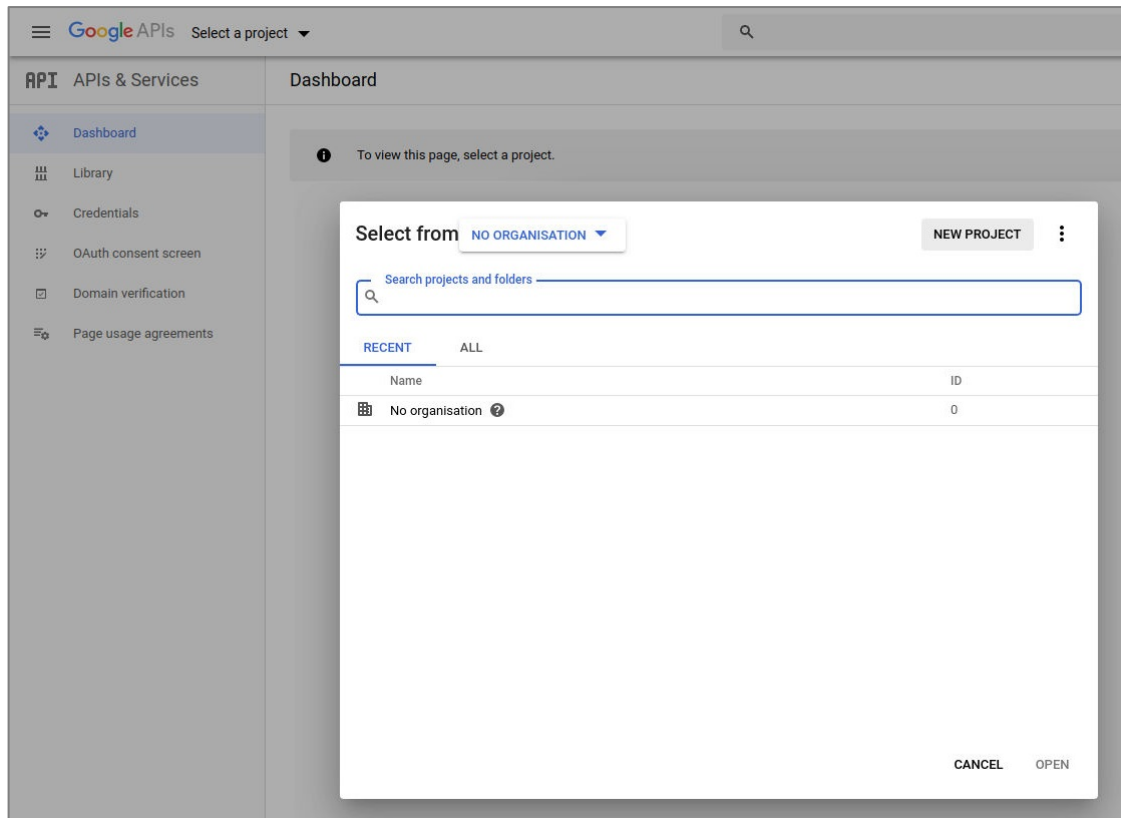 Google APIs Select a project
API APIs & Services
Dashboard
Dashboard
Library
Credentials
OAuth consent screen
Domain verification
Page usage agreements
To view this page, select a project.
Select from NO ORGANISATION NEW PROJECT
Search projects and folders
RECENT ALL
Name ID
No organisation 0
CANCEL OPEN